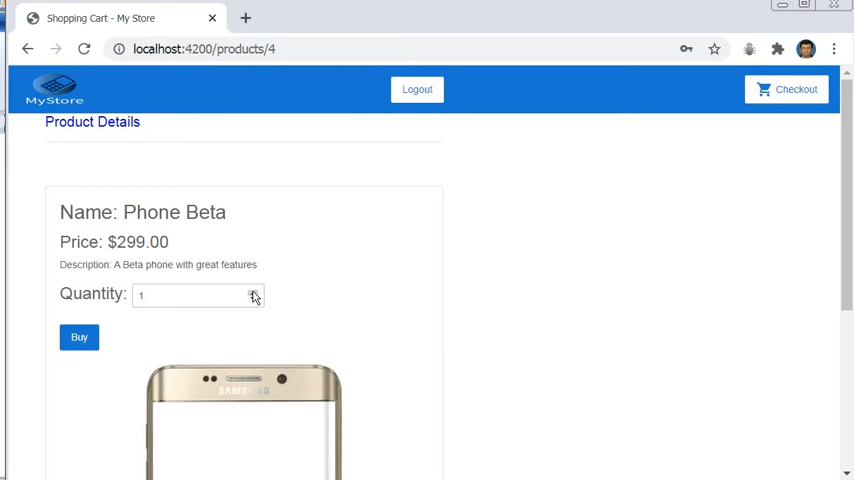 Shopping Cart - My Store
localhost:4200/products/4
MyStore
Logout
Checkout
Product Details
Name: Phone Beta
Price: $299.00
Description: A Beta phone with great features
Quantity: 1
Buy
SAMSUNG